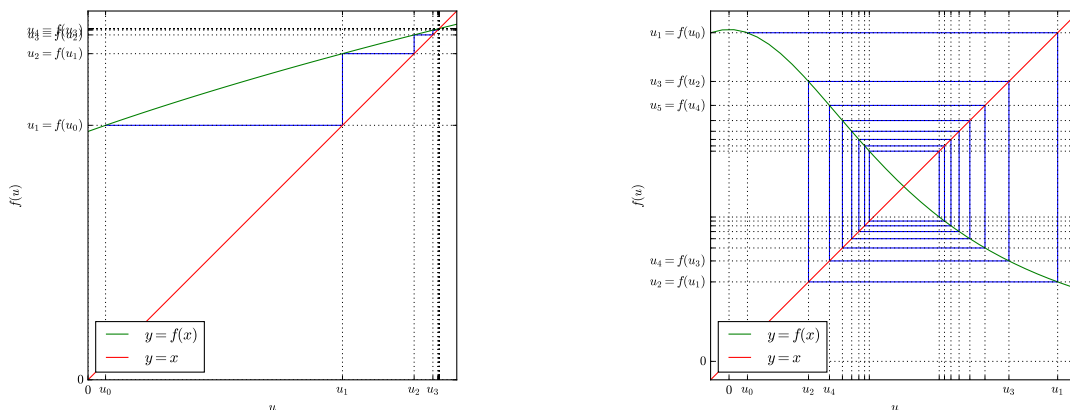 u₄ = f(u₃)
u₃ = f(u₂)
u₂ = f(u₁)
u₁ = f(u₀)
f(u)
0
0 u₀ u₁ u₂ u₃
u
y = f(x)
y = x
u₁ = f(u₀)
u₃ = f(u₂)
u₅ = f(u₄)
f(u)
u₄ = f(u₃)
u₂ = f(u₁)
0
0 u₀ u₂ u₄ u₃ u₁
u
y = f(x)
y = x